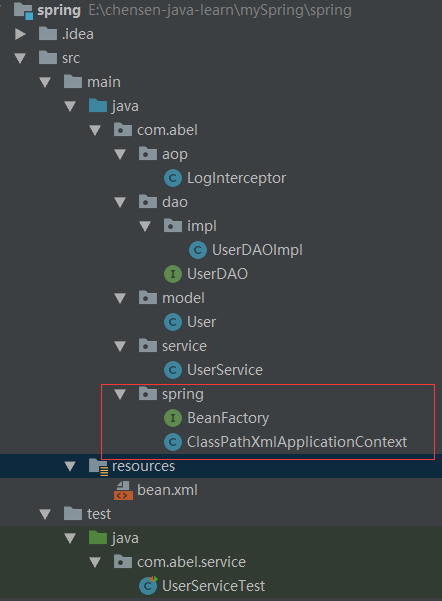 spring E:\chensen-java-learn\mySpring\spring
.idea
src
main
java
com.abel
aop
C LogInterceptor
dao
impl
C UserDAOImpl
I UserDAO
model
C User
service
C UserService
spring
I BeanFactory
C ClassPathXmlApplicationContext
resources
bean.xml
test
java
com.abel.service
C UserServiceTest